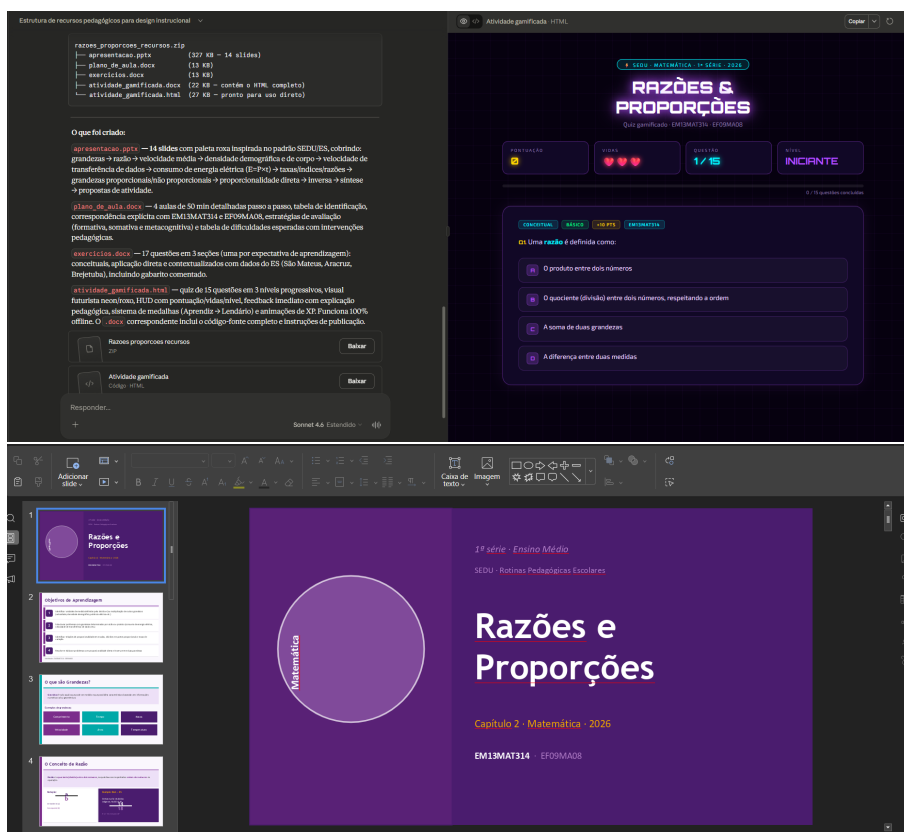 Estrutura de recursos pedagógicos para design instrucional
razoes_proporcoes_recursos.zip
├── apresentacao.pptx (327 KB — 14 slides)
├── plano_de_aula.docx (13 KB)
├── exercicios.docx (13 KB)
├── atividade_gamificada.docx (22 KB — contém o HTML completo)
└── atividade_gamificada.html (27 KB — pronto para uso direto)
O que foi criado:
apresentacao.pptx — 14 slides com paleta roxa inspirada no padrão SEDU/ES, cobrindo:
grandezas → razão → velocidade média → densidade demográfica e de corpo → velocidade de
transferência de dados → consumo de energia elétrica (E=P×t) → taxas/índices/razões →
grandezas proporcionais/não proporcionais → proporcionalidade direta → inversa → síntese
→ propostas de atividade.
plano_de_aula.docx — 4 aulas de 50 min detalhadas passo a passo, tabela de identificação,
correspondência explícita com EM13MAT314 e EF09MA08, estratégias de avaliação
(formativa, somativa e metacognitiva) e tabela de dificuldades esperadas com intervenções
pedagógicas.
exercicios.docx — 17 questões em 3 seções (uma por expectativa de aprendizagem):
conceituais, aplicação direta e contextualizados com dados do ES (São Mateus, Aracruz,
Brejetuba), incluindo gabarito comentado.
atividade_gamificada.html — quiz de 15 questões em 3 níveis progressivos, visual
futurista neon/roxo, HUD com pontuação/vidas/nível, feedback imediato com explicação
pedagógica, sistema de medalhas (Aprendiz → Lendário) e animações de XP. Funciona 100%
offline. O .docx correspondente inclui o código-fonte completo e instruções de publicação.
Razoes proporcoes recursos
ZIP
Baixar
Atividade gamificada
Código · HTML
Baixar
Responder...
Sonnet 4.6 Estendido
Atividade gamificada · HTML
Copiar
SEDU · MATEMÁTICA · 1ª SÉRIE · 2026
RAZÕES &
PROPORÇÕES
Quiz gamificado · EM13MAT314 · EF09MA08
PONTUAÇÃO
0
VIDAS
QUESTÃO
1 / 15
NÍVEL
INICIANTE
0 / 15 questões concluídas
CONCEITUAL BÁSICO +10 PTS EM13MAT314
Q1 Uma razão é definida como:
A O produto entre dois números
B O quociente (divisão) entre dois números, respeitando a ordem
C A soma de duas grandezas
D A diferença entre duas medidas
Adicionar
slide
Caixa de
texto
Imagem
1
Razões e
Proporções
2
Objetivos de Aprendizagem
3
O que são Grandezas?
4
O Conceito de Razão
Matemática
1ª série · Ensino Médio
SEDU · Rotinas Pedagógicas Escolares
Razões e
Proporções
Capítulo 2 · Matemática · 2026
EM13MAT314 · EF09MA08